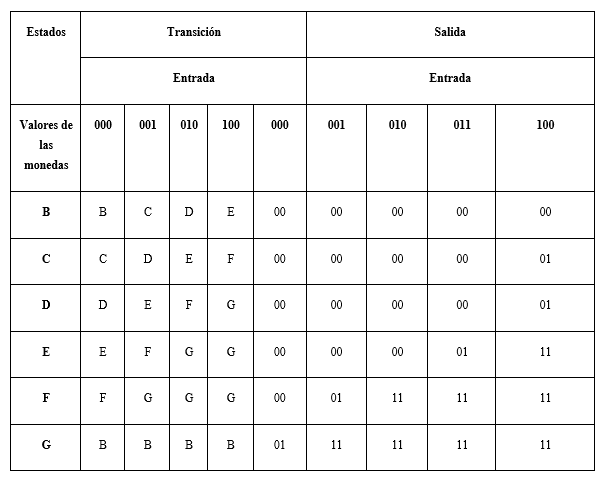 Estados Transición Salida
Entrada Entrada
Valores de las monedas 000 001 010 100 000 001 010 011 100
B B C D E 00 00 00 00 00
C C D E F 00 00 00 00 01
D D E F G 00 00 00 00 01
E E F G G 00 00 00 01 11
F F G G G 00 01 11 11 11
G B B B B 01 11 11 11 11